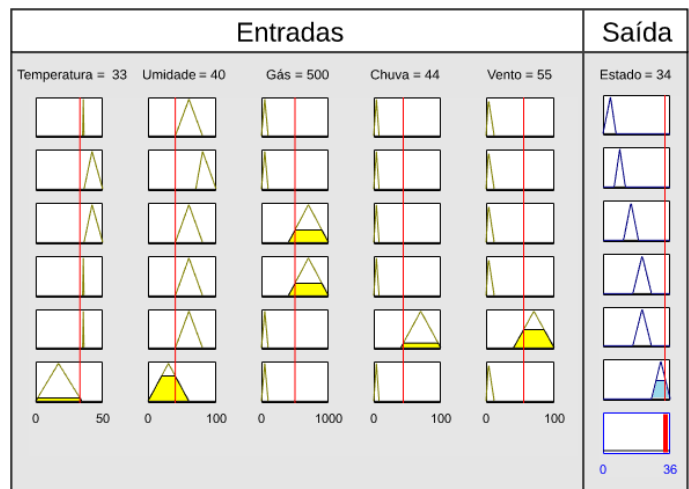 Entradas Saída
Temperatura = 33 Umidade = 40 Gás = 500 Chuva = 44 Vento = 55 Estado = 34
0 50 0 100 0 1000 0 100 0 100
0 36